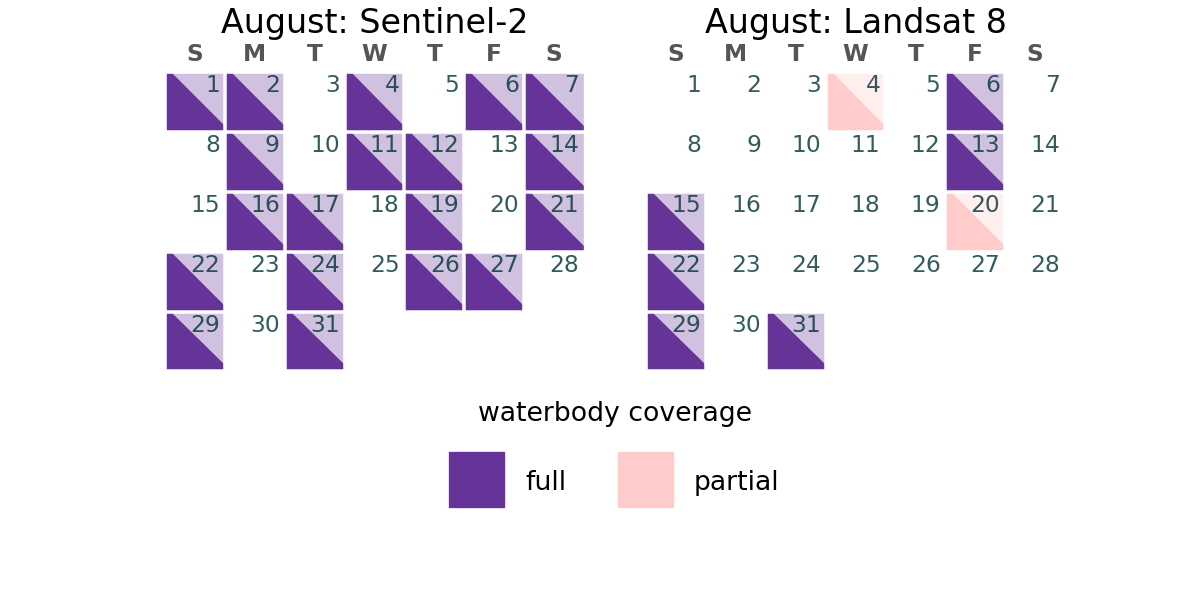 August: Sentinel-2
S M T W T F S
1 2 3 4 5 6 7
8 9 10 11 12 13 14
15 16 17 18 19 20 21
22 23 24 25 26 27 28
29 30 31
August: Landsat 8
S M T W T F S
1 2 3 4 5 6 7
8 9 10 11 12 13 14
15 16 17 18 19 20 21
22 23 24 25 26 27 28
29 30 31
waterbody coverage
full partial